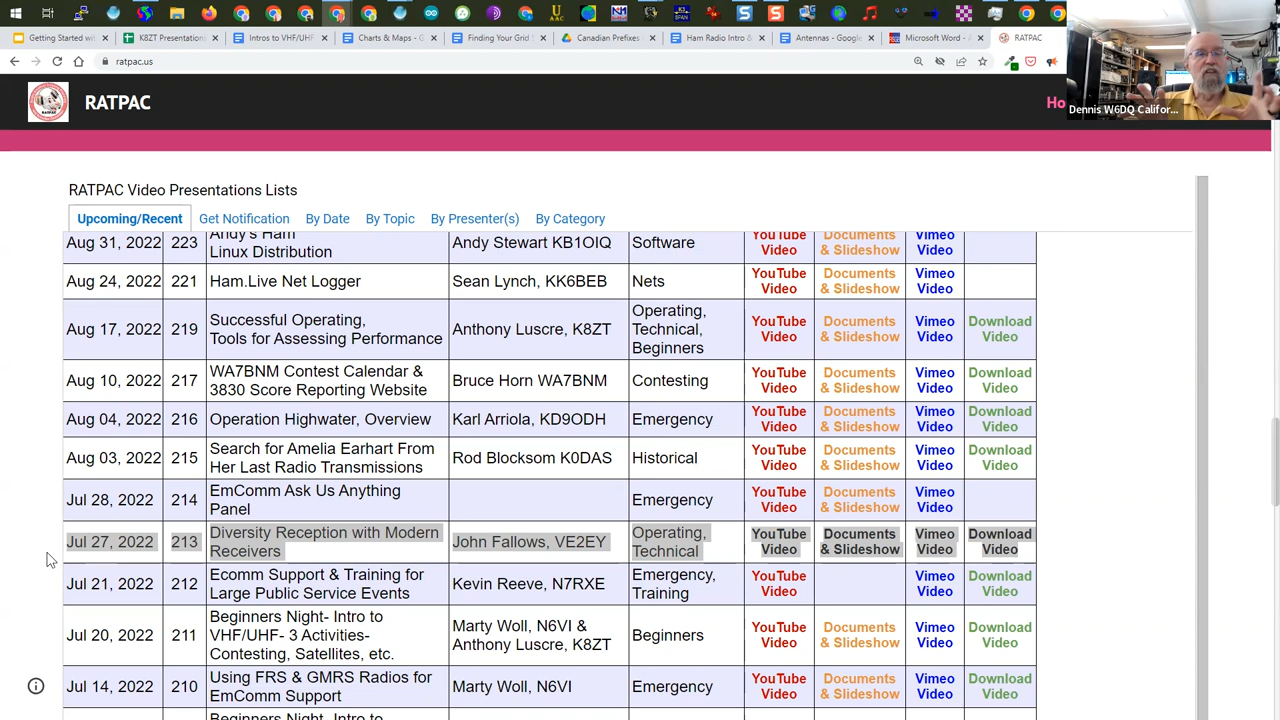 Getting Started with
K8ZT Presentations
Intros to VHF/UHF
Charts & Maps - G
Finding Your Grid S
Canadian Prefixes
Ham Radio Intro &
Antennas - Google
Microsoft Word - A
RATPAC
ratpac.us
RATPAC
Ho
Dennis W6DQ Califor...
RATPAC Video Presentations Lists
Upcoming/Recent Get Notification By Date By Topic By Presenter(s) By Category
Aug 31, 2022 223 Andy's Ham Linux Distribution Andy Stewart KB1OIQ Software YouTube Video Documents & Slideshow Vimeo Video
Aug 24, 2022 221 Ham.Live Net Logger Sean Lynch, KK6BEB Nets YouTube Video Documents & Slideshow Vimeo Video
Aug 17, 2022 219 Successful Operating, Tools for Assessing Performance Anthony Luscre, K8ZT Operating, Technical, Beginners YouTube Video Documents & Slideshow Vimeo Video Download Video
Aug 10, 2022 217 WA7BNM Contest Calendar & 3830 Score Reporting Website Bruce Horn WA7BNM Contesting YouTube Video Documents & Slideshow Vimeo Video Download Video
Aug 04, 2022 216 Operation Highwater, Overview Karl Arriola, KD9ODH Emergency YouTube Video Documents & Slideshow Vimeo Video Download Video
Aug 03, 2022 215 Search for Amelia Earhart From Her Last Radio Transmissions Rod Blocksom K0DAS Historical YouTube Video Documents & Slideshow Vimeo Video Download Video
Jul 28, 2022 214 EmComm Ask Us Anything Panel Emergency YouTube Video Documents & Slideshow Vimeo Video
Jul 27, 2022 213 Diversity Reception with Modern Receivers John Fallows, VE2EY Operating, Technical YouTube Video Documents & Slideshow Vimeo Video Download Video
Jul 21, 2022 212 Ecomm Support & Training for Large Public Service Events Kevin Reeve, N7RXE Emergency, Training YouTube Video Vimeo Video Download Video
Jul 20, 2022 211 Beginners Night- Intro to VHF/UHF- 3 Activities- Contesting, Satellites, etc. Marty Woll, N6VI & Anthony Luscre, K8ZT Beginners YouTube Video Documents & Slideshow Vimeo Video Download Video
Jul 14, 2022 210 Using FRS & GMRS Radios for EmComm Support Marty Woll, N6VI Emergency YouTube Video Documents & Slideshow Vimeo Video Download Video
Beginners Night- Intro to